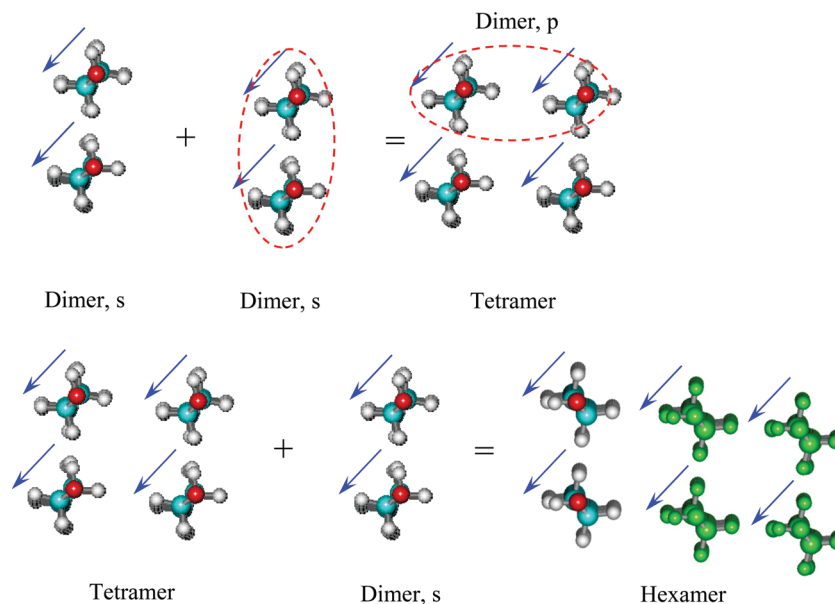 Dimer, p
+
=
Dimer, s
Dimer, s
Tetramer
+
=
Tetramer
Dimer, s
Hexamer